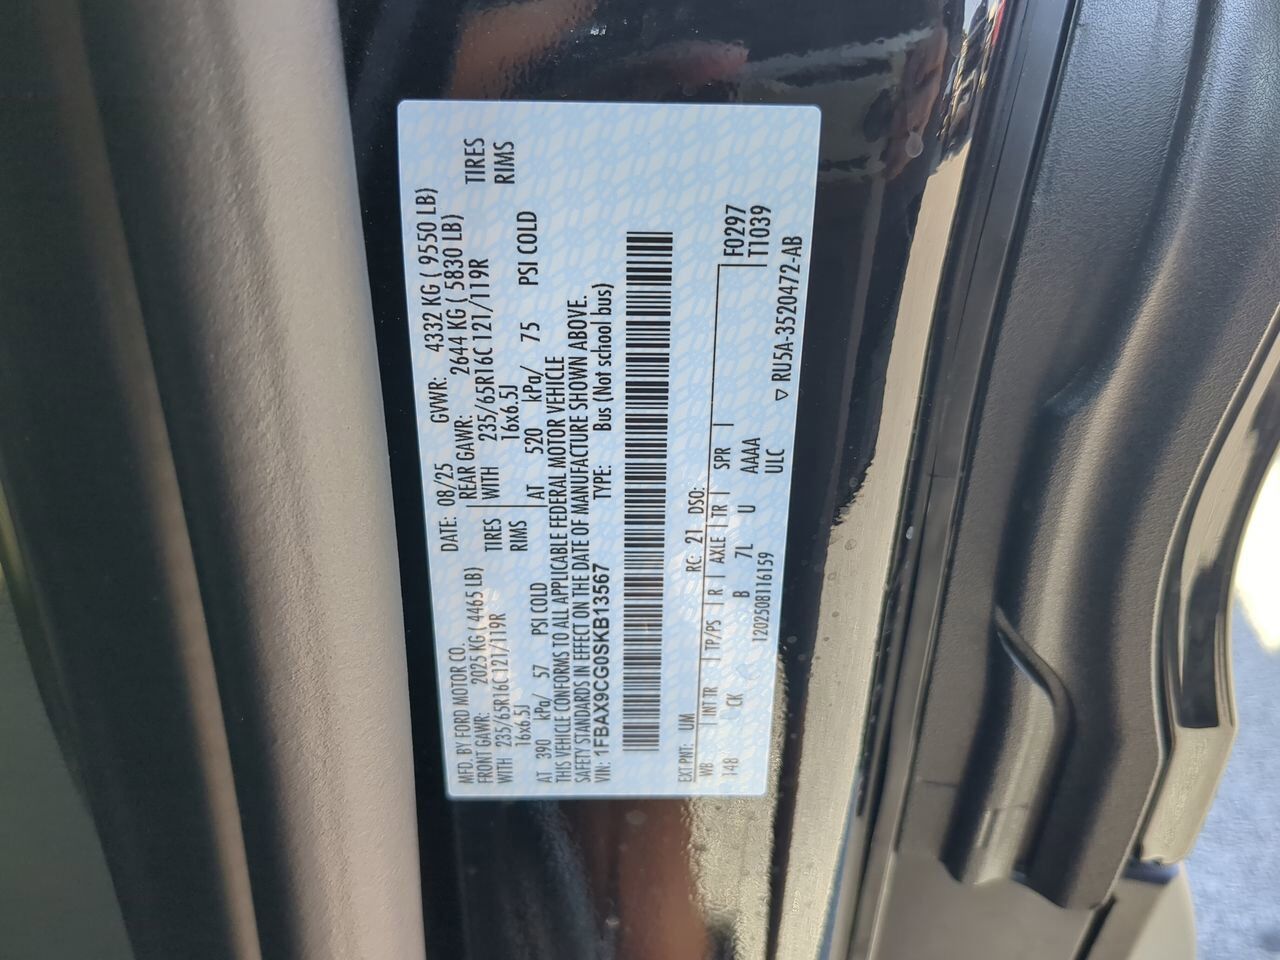 MFD. BY FORD MOTOR CO. DATE: 08/25 GVWR: 4332 KG ( 9550 LB)
FRONT GAWR: 2025 KG ( 4465 LB) REAR GAWR: 2644 KG ( 5830 LB)
WITH 235/65R16C121/119R TIRES WITH 235/65R16C 121/119R TIRES
16x6.5J RIMS 16x6.5J RIMS
AT 390 kPa/ 57 PSI COLD AT 520 kPa/ 75 PSI COLD
THIS VEHICLE CONFORMS TO ALL APPLICABLE FEDERAL MOTOR VEHICLE
SAFETY STANDARDS IN EFFECT ON THE DATE OF MANUFACTURE SHOWN ABOVE.
VIN: 1FBAX9CG0SKB13567 TYPE: Bus (Not school bus)
EXT PNT: UM RC: 21 DSO: F0297
WB INT TR TP/PS R AXLE TR SPR T1039
148 CK B 7L U AAAA
1202508116159 ULC ▽ RU5A-3520472-AB